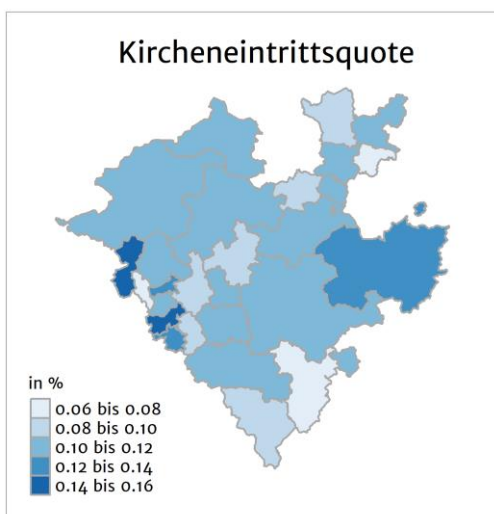 Kircheneintrittsquote
in %
0.06 bis 0.08
0.08 bis 0.10
0.10 bis 0.12
0.12 bis 0.14
0.14 bis 0.16